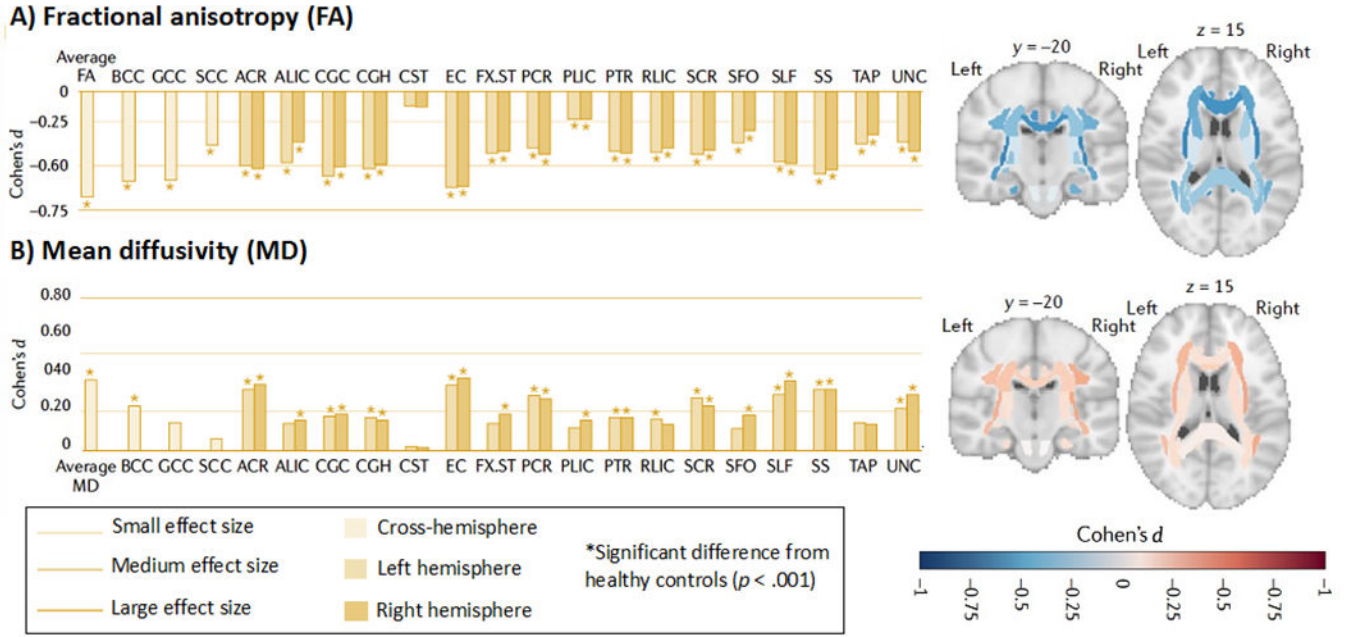 A) Fractional anisotropy (FA)
Average
FA BCC GCC SCC ACR ALIC CGC CGH CST EC FX.ST PCR PLIC PTR RLIC SCR SFO SLF SS TAP UNC
0
−0.25
−0.60
−0.75
Cohen's d
* * * * * * * * * * * * * * * * * * * * * * * * * * * * * * * * * * * *
y = −20
Left Right
z = 15
Left Right
B) Mean diffusivity (MD)
0.80
0.60
040
0.20
0
Cohen's d
* * * * * * * * * * * * * * * * * * * * * * * * * * *
Average
MD BCC GCC SCC ACR ALIC CGC CGH CST EC FX.ST PCR PLIC PTR RLIC SCR SFO SLF SS TAP UNC
y = −20
Left Right
z = 15
Left Right
Small effect size
Medium effect size
Large effect size
Cross-hemisphere
Left hemisphere
Right hemisphere
*Significant difference from
healthy controls (p < .001)
Cohen's d
−1 −0.75 −0.5 −0.25 0 −0.25 −0.5 −0.75 −1